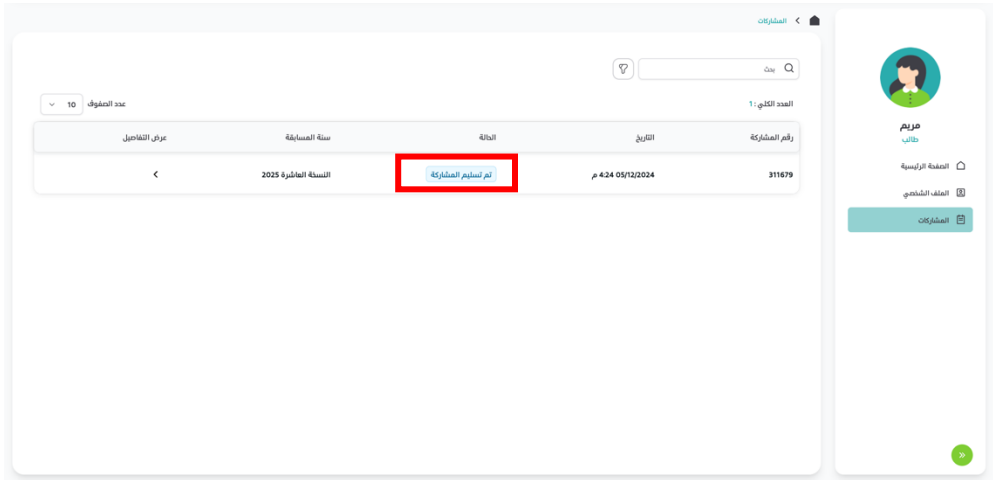 المشاركات
بحث
العدد الكلي : 1
عدد الصفوف 10
رقم المشاركة التاريخ الحالة سنة المسابقة عرض التفاصيل
311679 05/12/2024 4:24 م تم تسليم المشاركة النسخة العاشرة 2025
مريم
طالب
الصفحة الرئيسية
الملف الشخصي
المشاركات